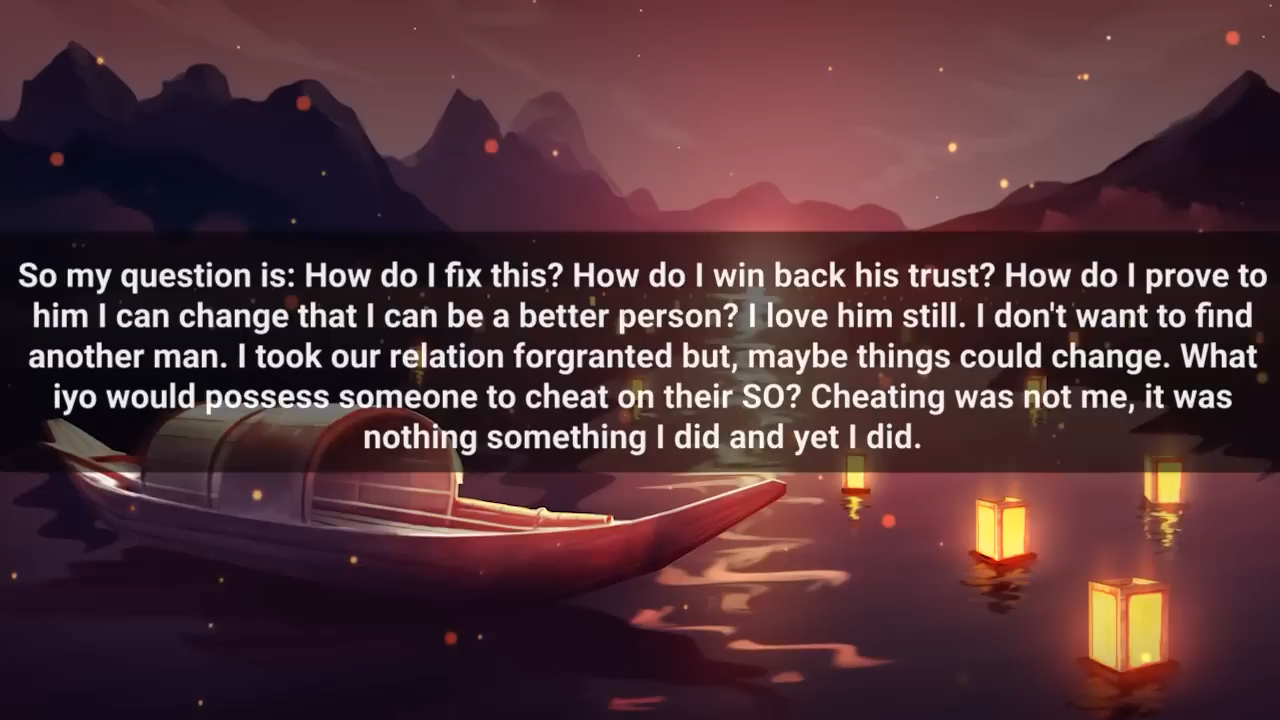 So my question is: How do I fix this? How do I win back his trust? How do I prove to
him I can change that I can be a better person? I love him still. I don't want to find
another man. I took our relation forgranted but, maybe things could change. What
iyo would possess someone to cheat on their SO? Cheating was not me, it was
nothing something I did and yet I did.